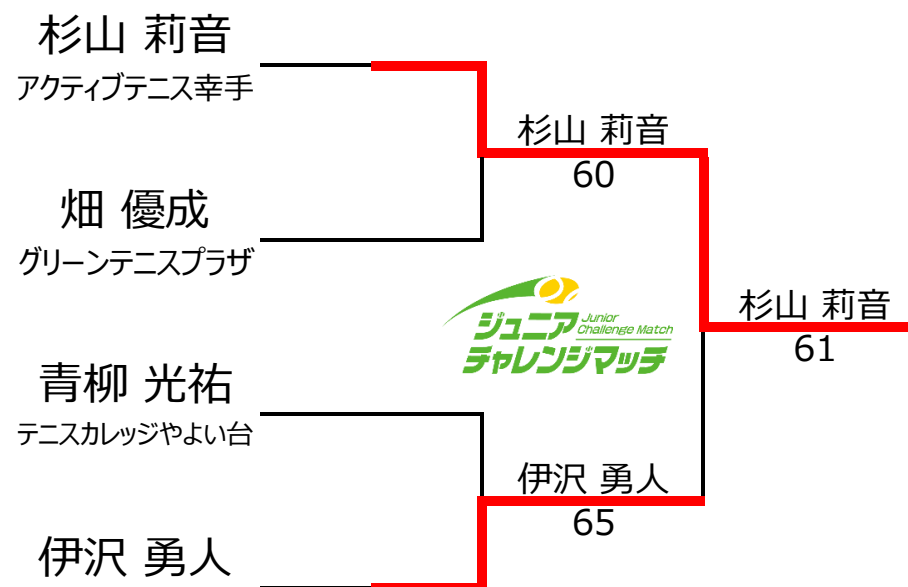 杉山 莉音
アクティブテニス幸手
杉山 莉音
60
畑 優成
グリーンテニスプラザ
杉山 莉音
61
ジュニア
Junior
Challenge Match
チャレンジマッチ
青柳 光祐
テニスカレッジやよい台
伊沢 勇人
65
伊沢 勇人